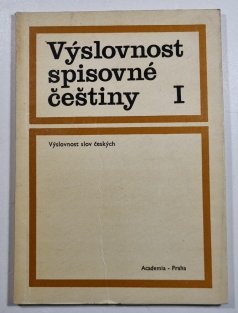 Výslovnost
spisovné
češtiny I
Výslovnost slov českých
Academia - Praha